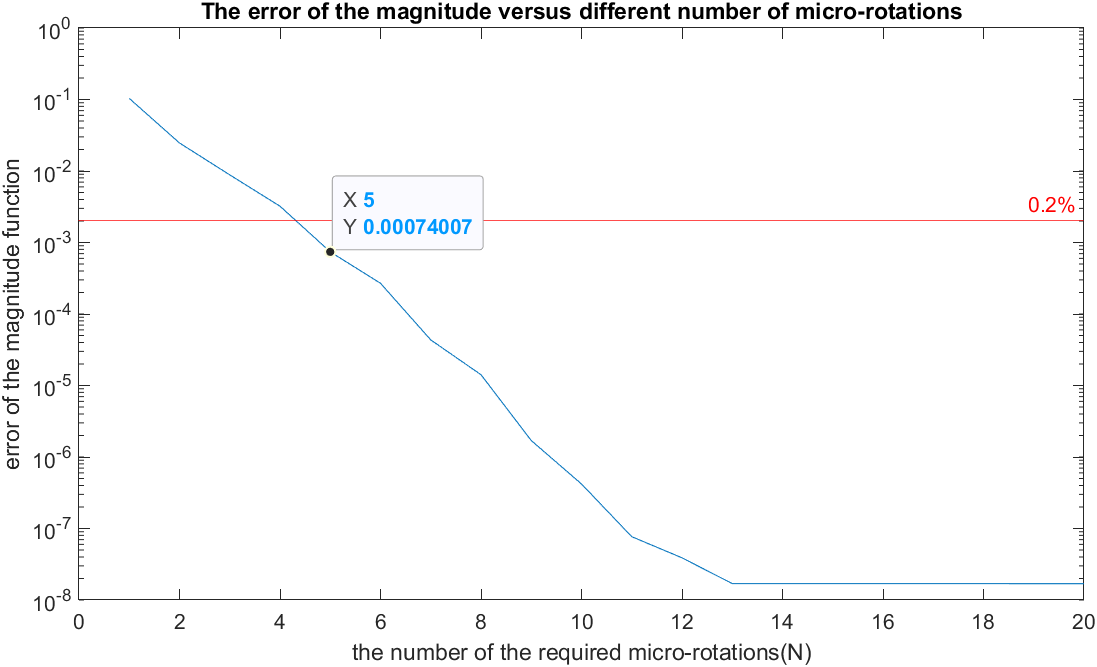 The error of the magnitude versus different number of micro-rotations
error of the magnitude function
10^0
10^-1
10^-2
10^-3
10^-4
10^-5
10^-6
10^-7
10^-8
X 5
Y 0.00074007
0.2%
0 2 4 6 8 10 12 14 16 18 20
the number of the required micro-rotations(N)